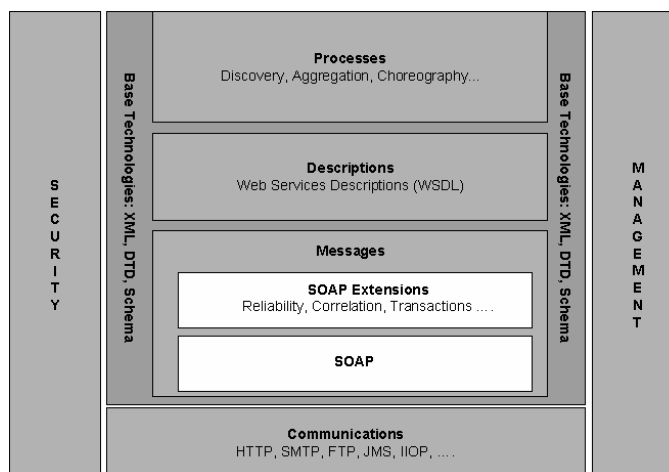 SECURITY
Base Technologies: XML, DTD, Schema
Processes
Discovery, Aggregation, Choreography...
Descriptions
Web Services Descriptions (WSDL)
Messages
SOAP Extensions
Reliability, Correlation, Transactions ....
SOAP
Base Technologies: XML, DTD, Schema
MANAGEMENT
Communications
HTTP, SMTP, FTP, JMS, IIOP, ....